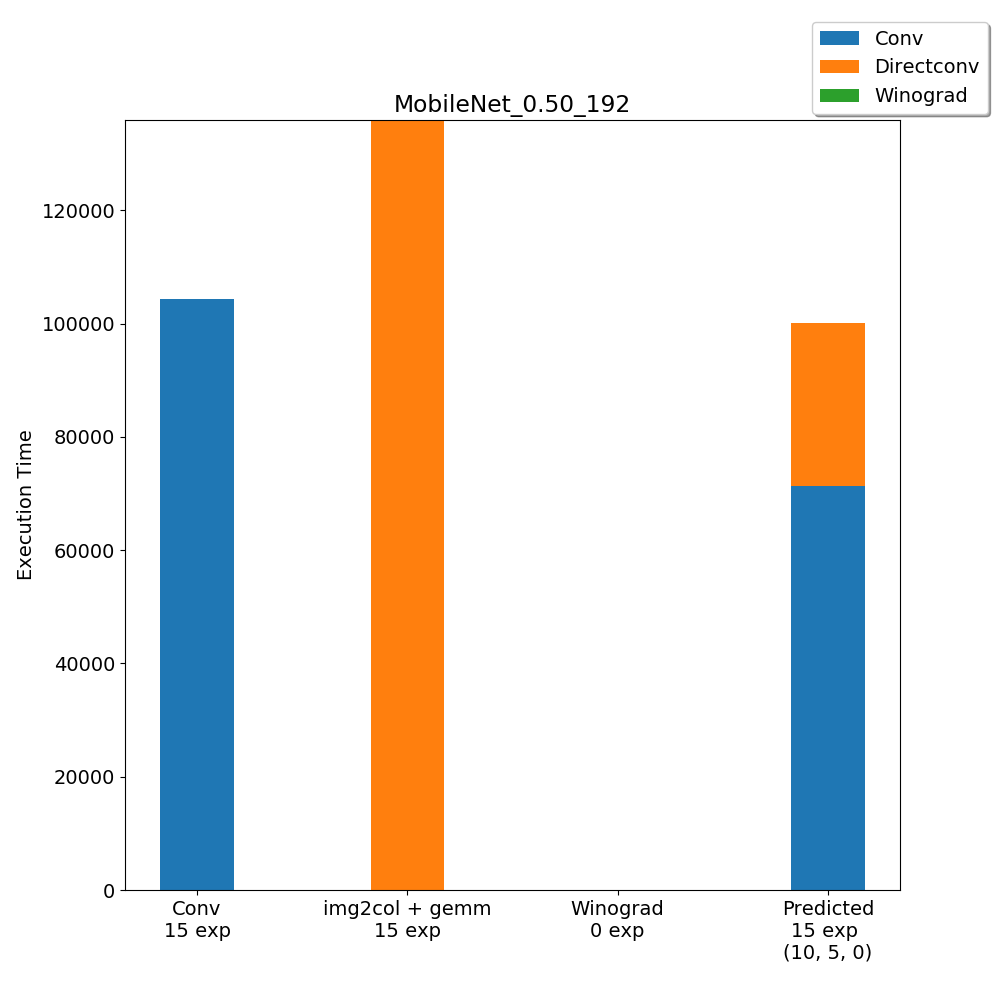 Conv
Directconv
Winograd
MobileNet_0.50_192
Execution Time
120000
100000
80000
60000
40000
20000
0
Conv
15 exp
img2col + gemm
15 exp
Winograd
0 exp
Predicted
15 exp
(10, 5, 0)